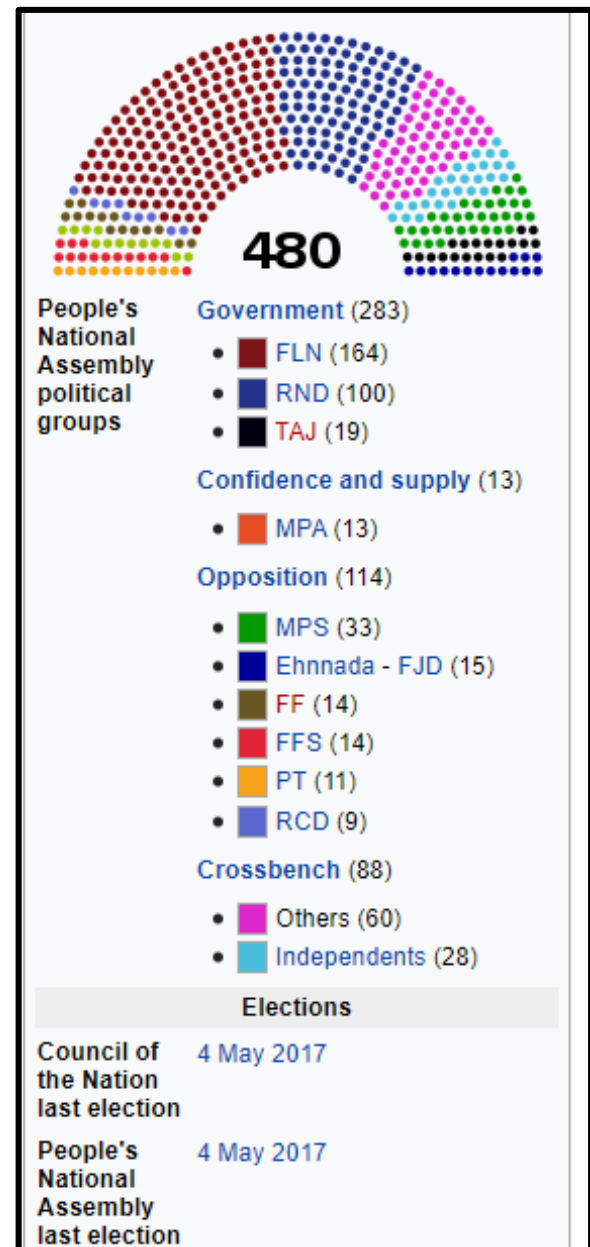 480
People's
National
Assembly
political
groups
Government (283)
FLN (164)
RND (100)
TAJ (19)
Confidence and supply (13)
MPA (13)
Opposition (114)
MPS (33)
Ehnnada - FJD (15)
FF (14)
FFS (14)
PT (11)
RCD (9)
Crossbench (88)
Others (60)
Independents (28)
Elections
Council of
the Nation
last election
4 May 2017
People's
National
Assembly
last election
4 May 2017